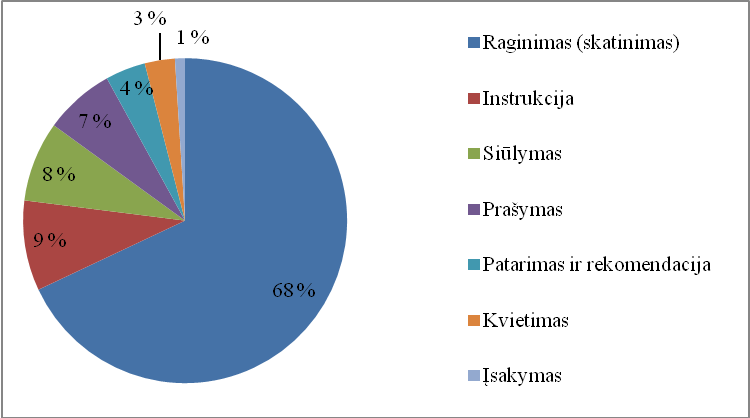 3 %
1 %
4 %
7 %
8 %
9 %
68 %
Raginimas (skatinimas)
Instrukcija
Siūlymas
Prašymas
Patarimas ir rekomendacija
Kvietimas
Įsakymas